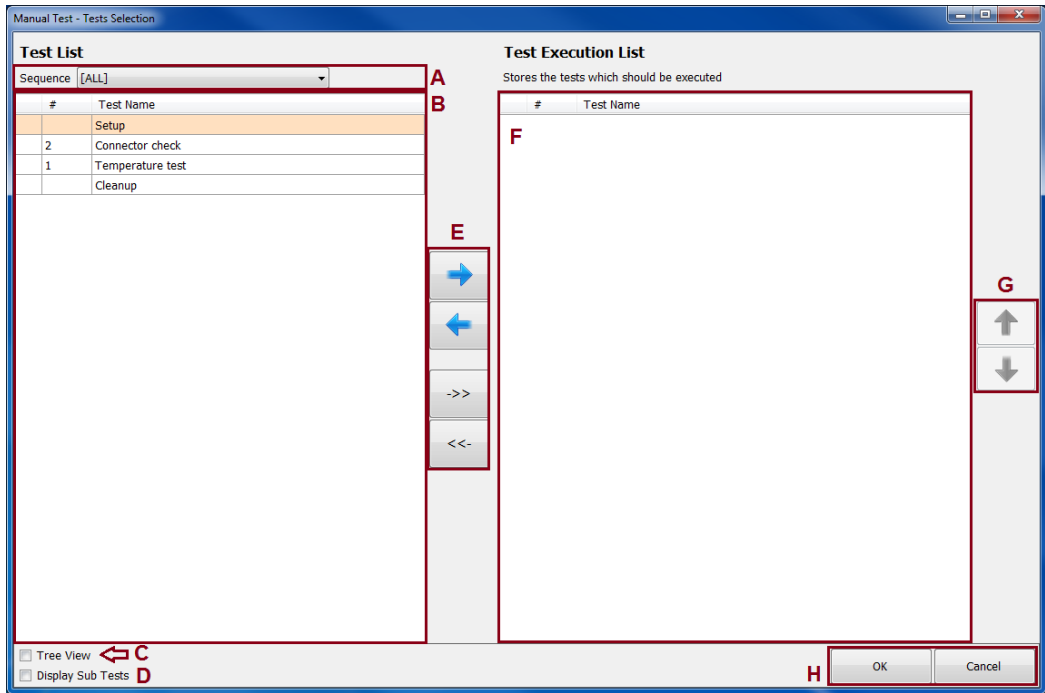 Manual Test - Tests Selection
Test List
Test Execution List
Sequence [ALL]
A
Stores the tests which should be executed
# Test Name
B
# Test Name
Setup
F
2 Connector check
1 Temperature test
Cleanup
E
G
->>
<<-
Tree View
C
Display Sub Tests
D
H
OK
Cancel